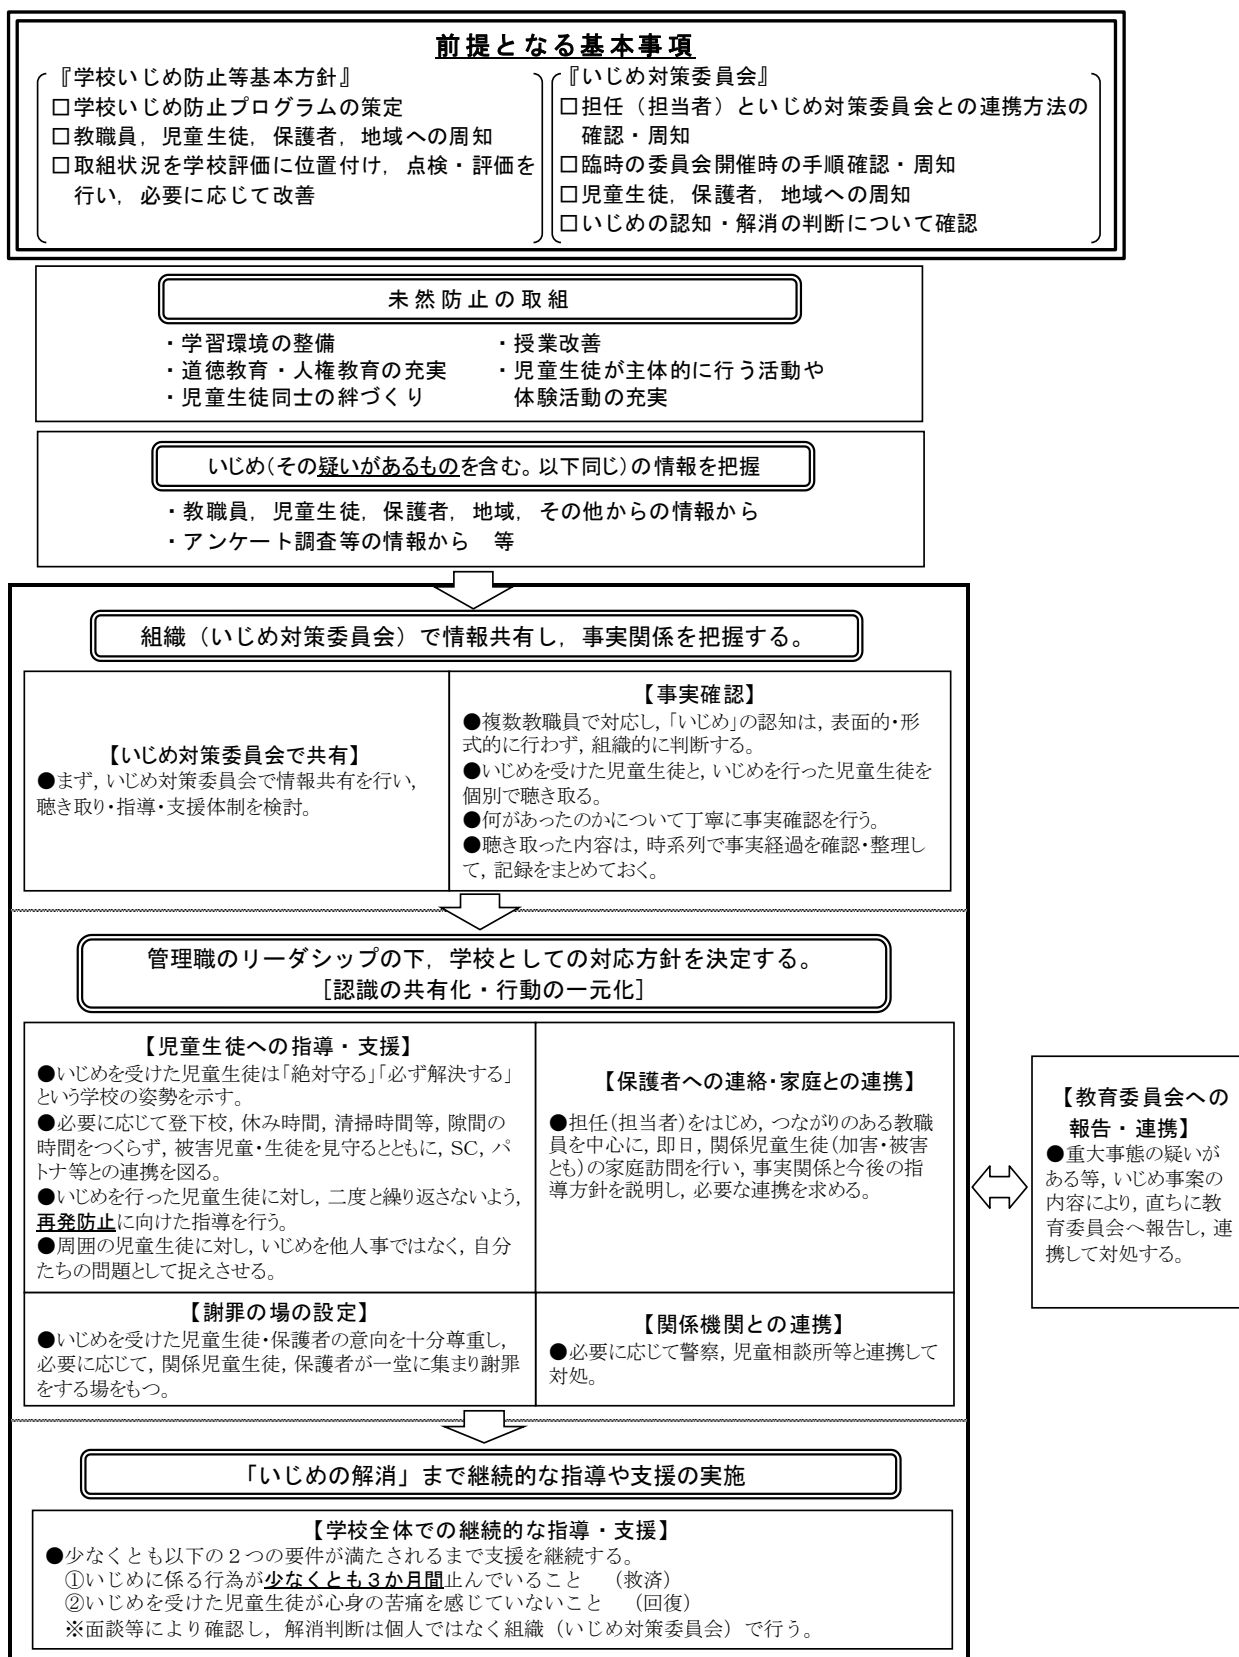 前提となる基本事項
『学校いじめ防止等基本方針』
□学校いじめ防止プログラムの策定
□教職員，児童生徒，保護者，地域への周知
□取組状況を学校評価に位置付け，点検・評価を
行い，必要に応じて改善
『いじめ対策委員会』
□担任（担当者）といじめ対策委員会との連携方法の
確認・周知
□臨時の委員会開催時の手順確認・周知
□児童生徒，保護者，地域への周知
□いじめの認知・解消の判断について確認
未然防止の取組
・学習環境の整備
・道徳教育・人権教育の充実
・児童生徒同士の絆づくり
・授業改善
・児童生徒が主体的に行う活動や
体験活動の充実
いじめ(その疑いがあるものを含む。以下同じ)の情報を把握
・教職員，児童生徒，保護者，地域，その他からの情報から
・アンケート調査等の情報から　等
組織（いじめ対策委員会）で情報共有し，事実関係を把握する。
【いじめ対策委員会で共有】
●まず，いじめ対策委員会で情報共有を行い，
聴き取り・指導・支援体制を検討。
【事実確認】
●複数教職員で対応し，「いじめ」の認知は，表面的・形
式的に行わず，組織的に判断する。
●いじめを受けた児童生徒と，いじめを行った児童生徒を
個別で聴き取る。
●何があったのかについて丁寧に事実確認を行う。
●聴き取った内容は，時系列で事実経過を確認・整理し
て，記録をまとめておく。
管理職のリーダシップの下，学校としての対応方針を決定する。
［認識の共有化・行動の一元化］
【児童生徒への指導・支援】
●いじめを受けた児童生徒は「絶対守る」「必ず解決する」
という学校の姿勢を示す。
●必要に応じて登下校，休み時間，清掃時間等，隙間の
時間をつくらず，被害児童・生徒を見守るとともに，SC，パ
トナ等との連携を図る。
●いじめを行った児童生徒に対し，二度と繰り返さないよう，
再発防止に向けた指導を行う。
●周囲の児童生徒に対し，いじめを他人事ではなく，自分
たちの問題として捉えさせる。
【保護者への連絡・家庭との連携】
●担任(担当者)をはじめ，つながりのある教職
員を中心に，即日，関係児童生徒(加害・被害
とも)の家庭訪問を行い，事実関係と今後の指
導方針を説明し，必要な連携を求める。
【教育委員会への
報告・連携】
●重大事態の疑いが
ある等，いじめ事案の
内容により，直ちに教
育委員会へ報告し，連
携して対処する。
【謝罪の場の設定】
●いじめを受けた児童生徒・保護者の意向を十分尊重し，
必要に応じて，関係児童生徒，保護者が一堂に集まり謝罪
をする場をもつ。
【関係機関との連携】
●必要に応じて警察，児童相談所等と連携して
対処。
「いじめの解消」まで継続的な指導や支援の実施
【学校全体での継続的な指導・支援】
●少なくとも以下の２つの要件が満たされるまで支援を継続する。
①いじめに係る行為が少なくとも３か月間止んでいること　（救済）
②いじめを受けた児童生徒が心身の苦痛を感じていないこと　（回復）
※面談等により確認し，解消判断は個人ではなく組織（いじめ対策委員会）で行う。